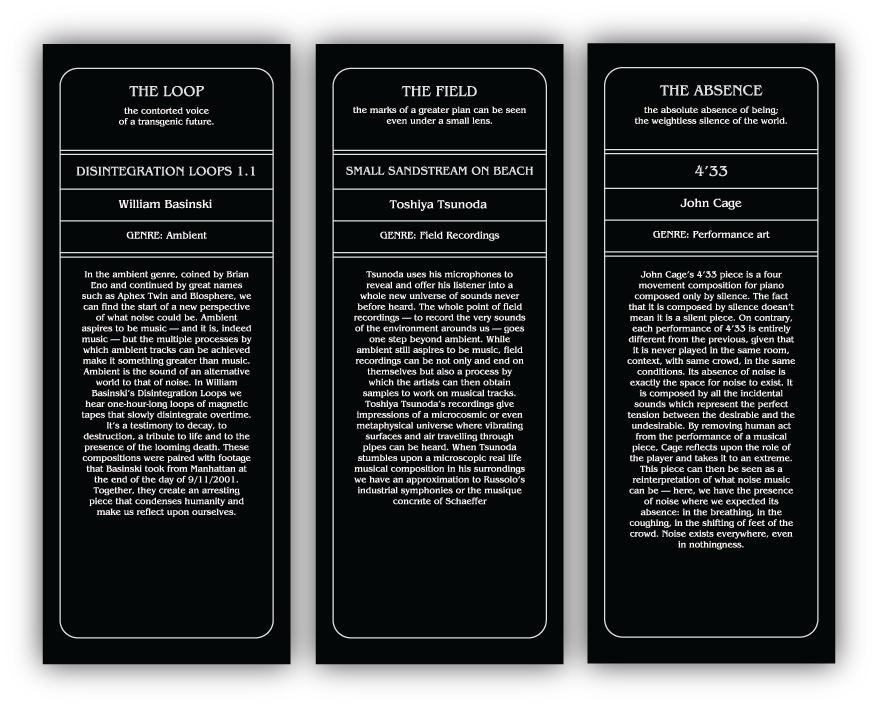 THE LOOP
the contorted voice
of a transgenic future.
DISINTEGRATION LOOPS 1.1
William Basinski
GENRE: Ambient
In the ambient genre, coined by Brian
Eno and continued by great names
such as Aphex Twin and Biosphere, we
can find the start of a new perspective
of what noise could be. Ambient
aspires to be music — and it is, indeed
music — but the multiple processes by
which ambient tracks can be achieved
make it something greater than music.
Ambient is the sound of an alternative
world to that of noise. In William
Basinski's Disintegration Loops we
hear one-hour-long loops of magnetic
tapes that slowly disintegrate overtime.
It's a testimony to decay, to
destruction, a tribute to life and to the
presence of the looming death. These
compositions were paired with footage
that Basinski took from Manhattan at
the end of the day of 9/11/2001.
Together, they create an arresting
piece that condenses humanity and
make us reflect upon ourselves.
THE FIELD
the marks of a greater plan can be seen
even under a small lens.
SMALL SANDSTREAM ON BEACH
Toshiya Tsunoda
GENRE: Field Recordings
Tsunoda uses his microphones to
reveal and offer his listener into a
whole new universe of sounds never
before heard. The whole point of field
recordings — to record the very sounds
of the environment arounds us — goes
one step beyond ambient. While
ambient still aspires to be music, field
recordings can be not only and end on
themselves but also a process by
which the artists can then obtain
samples to work on musical tracks.
Toshiya Tsunoda's recordings give
impressions of a microcosmic or even
metaphysical universe where vibrating
surfaces and air travelling through
pipes can be heard. When Tsunoda
stumbles upon a microscopic real life
musical composition in his surrondings
we have an approximation to Russolo's
industrial symphonies or the musique
concrète of Schaeffer
THE ABSENCE
the absolute absence of being;
the weightless silence of the world.
4'33
John Cage
GENRE: Performance art
John Cage's 4'33 piece is a four
movement composition for piano
composed only by silence. The fact
that it is composed by silence doesn't
mean it is a silent piece. On contrary,
each performance of 4'33 is entirely
different from the previous, given that
it is never played in the same room,
context, with same crowd, in the same
conditions. Its absence of noise is
exactly the space for noise to exist. It
is composed by all the incidental
sounds which represent the perfect
tension between the desirable and the
undesirable. By removing human act
from the performance of a musical
piece, Cage reflects upon the role of
the player and takes it to an extreme.
This piece can then be seen as a
reinterpretation of what noise music
can be — here, we have the presence
of noise where we expected its
absence: in the breathing, in the
coughing, in the shifting of feet of the
crowd. Noise exists everywhere, even
in nothingness.